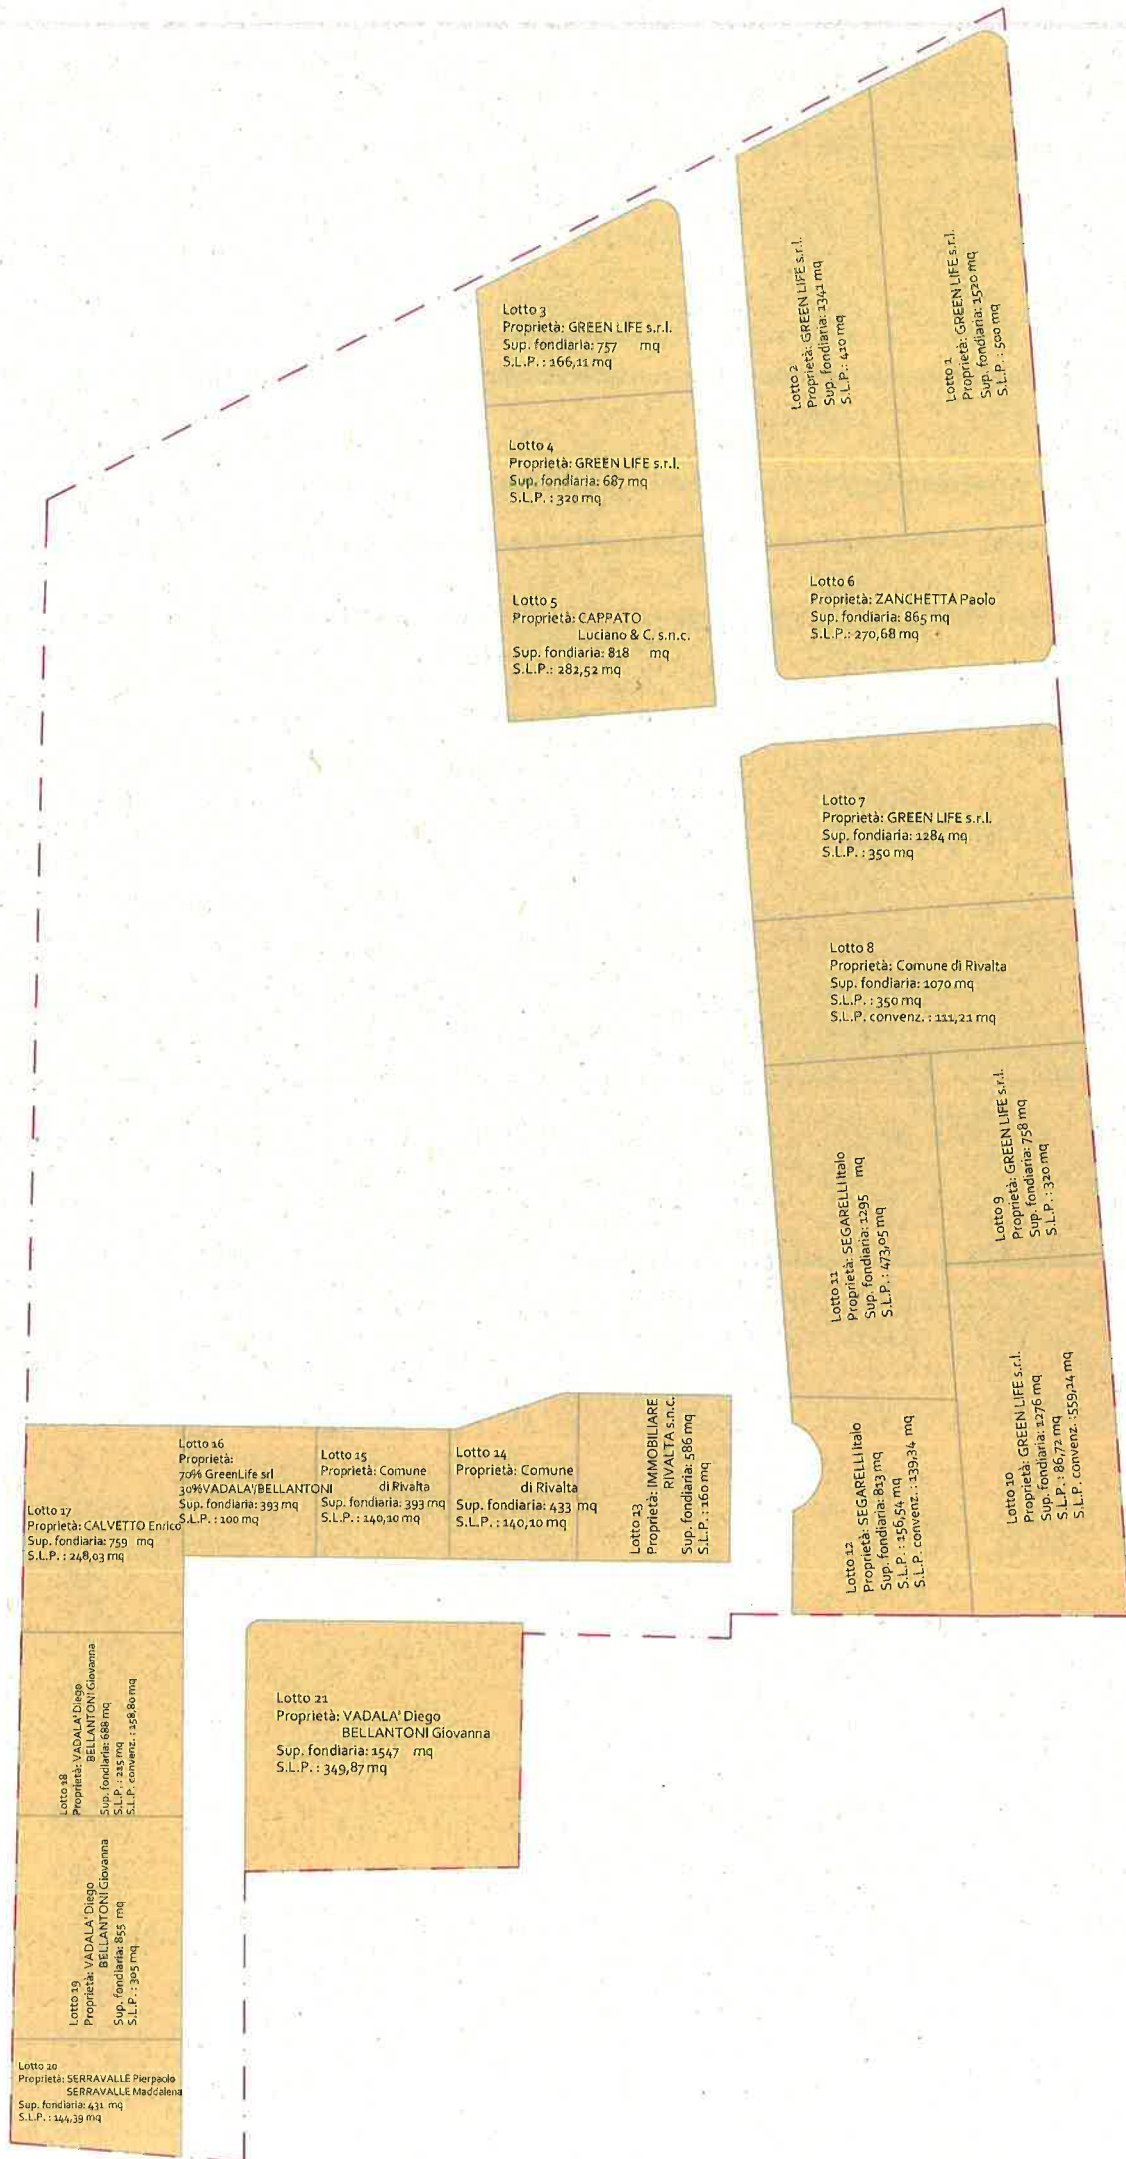 Lotto 1
Proprietà: GREEN LIFE s.r.l.
Sup. fondiaria: 1520 mq
S.L.P. : 500 mq
Lotto 2
Proprietà: GREEN LIFE s.r.l.
Sup. fondiaria: 1341 mq
S.L.P.: 410 mq
Lotto 3
Proprietà: GREEN LIFE s.r.l.
Sup. fondiaria: 757 mq
S.L.P. : 166,11 mq
Lotto 4
Proprietà: GREEN LIFE s.r.l.
Sup. fondiaria: 687 mq
S.L.P. : 320 mq
Lotto 5
Proprietà: CAPPATO
Luciano & C. s.n.c.
Sup. fondiaria: 818 mq
S.L.P.: 282,52 mq
Lotto 6
Proprietà: ZANCHETTA Paolo
Sup. fondiaria: 865 mq
S.L.P.: 270,68 mq
Lotto 7
Proprietà: GREEN LIFE s.r.l.
Sup. fondiaria: 1284 mq
S.L.P. : 350 mq
Lotto 8
Proprietà: Comune di Rivalta
Sup. fondiaria: 1070 mq
S.L.P. : 350 mq
S.L.P. convenz. : 111,21 mq
Lotto 9
Proprietà: GREEN LIFE s.r.l.
Sup. fondiaria: 758 mq
S.L.P. : 320 mq
Lotto 10
Proprietà: GREEN LIFE s.r.l.
Sup. fondiaria: 1276 mq
S.L.P. : 86,72 mq
S.L.P. convenz. : 559,24 mq
Lotto 11
Proprietà: SEGARELLI Italo
Sup. fondiaria: 1295 mq
S.L.P. : 473,05 mq
Lotto 12
Proprietà: SEGARELLI Italo
Sup. fondiaria: 813 mq
S.L.P. : 156,54 mq
S.L.P. convenz. : 139,34 mq
Lotto 13
Proprietà: IMMOBILIARE
RIVALTA s.n.c.
Sup. fondiaria: 586 mq
S.L.P. : 160 mq
Lotto 14
Proprietà: Comune
di Rivalta
Sup. fondiaria: 433 mq
S.L.P. : 140,10 mq
Lotto 15
Proprietà: Comune
di Rivalta
Sup. fondiaria: 393 mq
S.L.P. : 140,10 mq
Lotto 16
Proprietà:
70% GreenLife srl
30%VADALA'/BELLANTONI
Sup. fondiaria: 393 mq
S.L.P. : 100 mq
Lotto 17
Proprietà: CALVETTO Enrico
Sup. fondiaria: 759 mq
S.L.P. : 248,03 mq
Lotto 18
Proprietà: VADALA' Diego
BELLANTONI Giovanna
Sup. fondiaria: 688 mq
S.L.P. : 215 mq
S.L.P. convenz. : 158,80 mq
Lotto 19
Proprietà: VADALA' Diego
BELLANTONI Giovanna
Sup. fondiaria: 855 mq
S.L.P. : 305 mq
Lotto 20
Proprietà: SERRAVALLE Pierpaolo
SERRAVALLE Maddalena
Sup. fondiaria: 431 mq
S.L.P. : 144,39 mq
Lotto 21
Proprietà: VADALA' Diego
BELLANTONI Giovanna
Sup. fondiaria: 1547 mq
S.L.P. : 349,87 mq